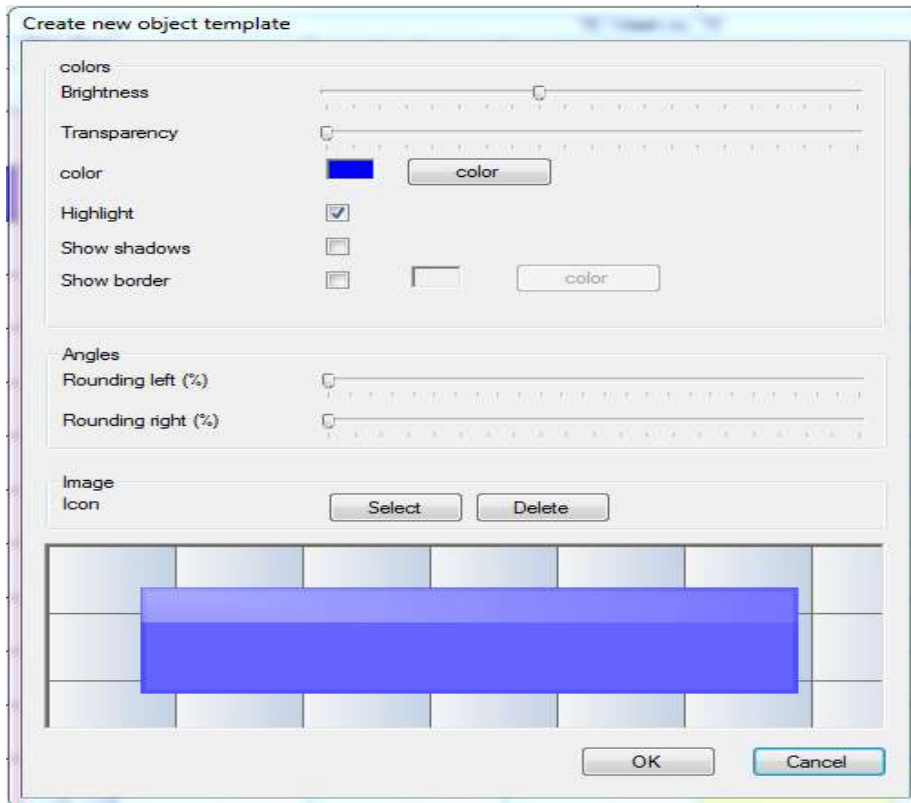 Create new object template
colors
Brightness
Transparency
color color
Highlight
Show shadows
Show border color
Angles
Rounding left (%)
Rounding right (%)
Image
Icon Select Delete
OK Cancel